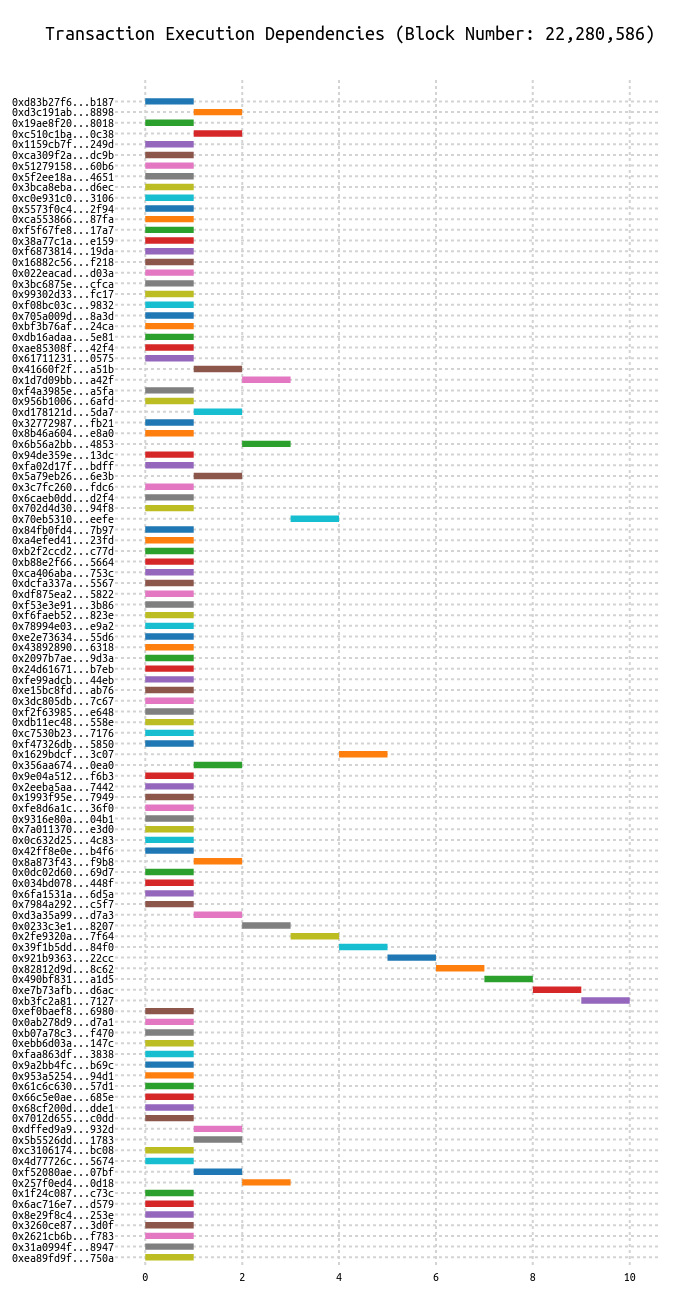 Transaction Execution Dependencies (Block Number: 22,280,586)
0xd83b27f6...b187
0xd3c191ab...8898
0x19ae8f20...8018
0xc510c1ba...0c38
0x1159cb7f...249d
0xca309f2a...dc9b
0x51279158...60b6
0x5f2ee18a...4651
0x3bca8eba...d6ec
0xc0e931c0...3106
0x5573f0c4...2f94
0xca553866...87fa
0xf5f67fe8...17a7
0x38a77c1a...e159
0xf6873814...19da
0x16882c56...f218
0x022eacad...d03a
0x3bc6875e...cfca
0x99302d33...fc17
0xf08bc03c...9832
0x705a009d...8a3d
0xbf3b76af...24ca
0xdb16adaa...5e81
0xae85308f...42f4
0x61711231...0575
0x41660f2f...a51b
0x1d7d09bb...a42f
0xf4a3985e...a5fa
0x956b1006...6afd
0xd178121d...5da7
0x32772987...fb21
0x8b46a604...e8a0
0x6b56a2bb...4853
0x94de359e...13dc
0xfa02d17f...bdff
0x5a79eb26...6e3b
0x3c7fc260...fdc6
0x6caeb0dd...d2f4
0x702d4d30...94f8
0x70eb5310...eefe
0x84fb0fd4...7b97
0xa4efed41...23fd
0xb2f2ccd2...c77d
0xb88e2f66...5664
0xca406aba...753c
0xdcfa337a...5567
0xdf875ea2...5822
0xf53e3e91...3b86
0xf6faeb52...823e
0x78994e03...e9a2
0xe2e73634...55d6
0x43892890...6318
0x2097b7ae...9d3a
0x24d61671...b7eb
0xfe99adcb...44eb
0xe15bc8fd...ab76
0x3dc805db...7c67
0xf2f63985...e648
0xdb11ec48...558e
0xc7530b23...7176
0xf47326db...5850
0x1629bdcf...3c07
0x356aa674...0ea0
0x9e04a512...f6b3
0x2eeba5aa...7442
0x1993f95e...7949
0xfe8d6a1c...36f0
0x9316e80a...04b1
0x7a011370...e3d0
0x0c632d25...4c83
0x42ff8e0e...b4f6
0x8a873f43...f9b8
0x0dc02d60...69d7
0x034bd078...448f
0x6fa1531a...6d5a
0x7984a292...c5f7
0xd3a35a99...d7a3
0x0233c3e1...8207
0x2fe9320a...7f64
0x39f1b5dd...84f0
0x921b9363...22cc
0x82812d9d...8c62
0x490bf831...a1d5
0xe7b73afb...d6ac
0xb3fc2a81...7127
0xef0baef8...6980
0x0ab278d9...d7a1
0xb07a78c3...f470
0xebb6d03a...147c
0xfaa863df...3838
0x9a2bb4fc...b69c
0x953a5254...94d1
0x61c6c630...57d1
0x66c5e0ae...685e
0x68cf200d...dde1
0x7012d655...c0dd
0xdffed9a9...932d
0x5b5526dd...1783
0xc3106174...bc08
0x4d77726c...5674
0xf52080ae...07bf
0x257f0ed4...0d18
0x1f24c087...c73c
0x6ac716e7...d579
0x8e29f8c4...253e
0x3260ce87...3d0f
0x2621cb6b...f783
0x31a0994f...8947
0xea89fd9f...750a
0 2 4 6 8 10